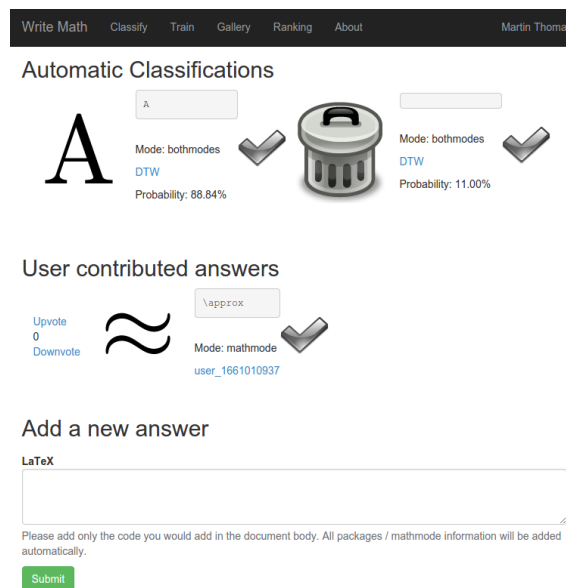 Write Math Classify Train Gallery Ranking About Martin Thoma
Automatic Classifications
A
A
Mode: bothmodes
DTW
Probability: 88.84%
Mode: bothmodes
DTW
Probability: 11.00%
User contributed answers
Upvote
0
Downvote
≈
\approx
Mode: mathmode
user_1661010937
Add a new answer
LaTeX
Please add only the code you would add in the document body. All packages / mathmode information will be added
automatically.
Submit